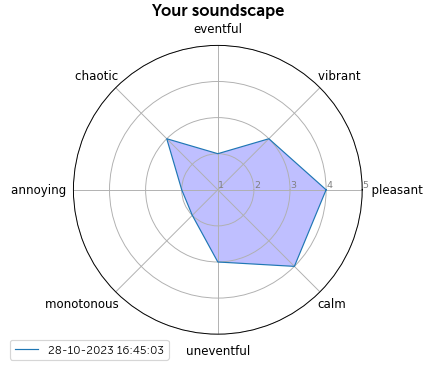 Your soundscape
eventful
chaotic
vibrant
annoying
1
2
3
4
5
pleasant
monotonous
calm
uneventful
28-10-2023 16:45:03